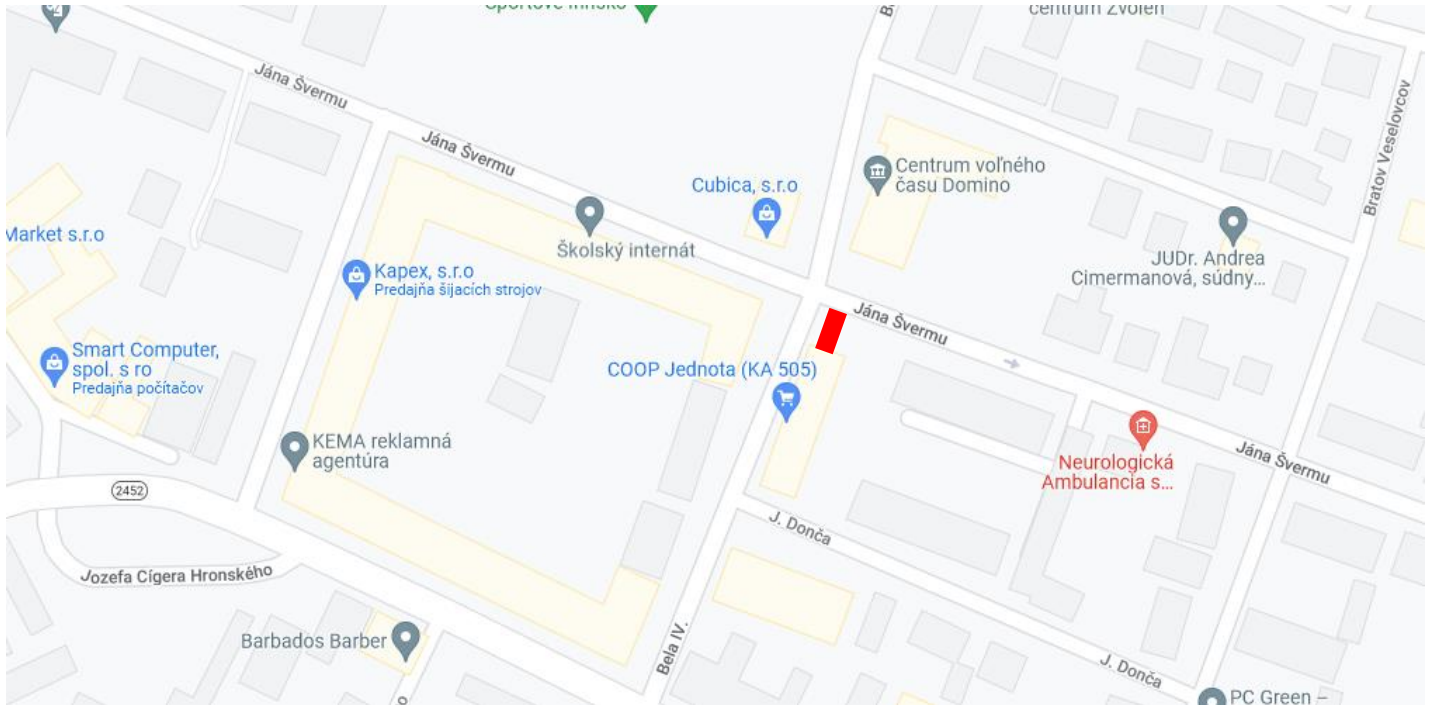 centrum Zvolen
Jána Švermu
Jána Švermu
Bratov Veselovcov
Centrum voľného
času Domino
Cubica, s.r.o
Market s.r.o
Školský internát
JUDr. Andrea
Cimermanová, súdny...
Kapex, s.r.o
Predajňa šijacích strojov
Jána Švermu
Smart Computer,
spol. s ro
Predajňa počítačov
COOP Jednota (KA 505)
KEMA reklamná
agentúra
Neurologická
Ambulancia s...
Jána Švermu
2452
J. Donča
Jozefa Cígera Hronského
Barbados Barber
Bela IV.
J. Donča
PC Green –